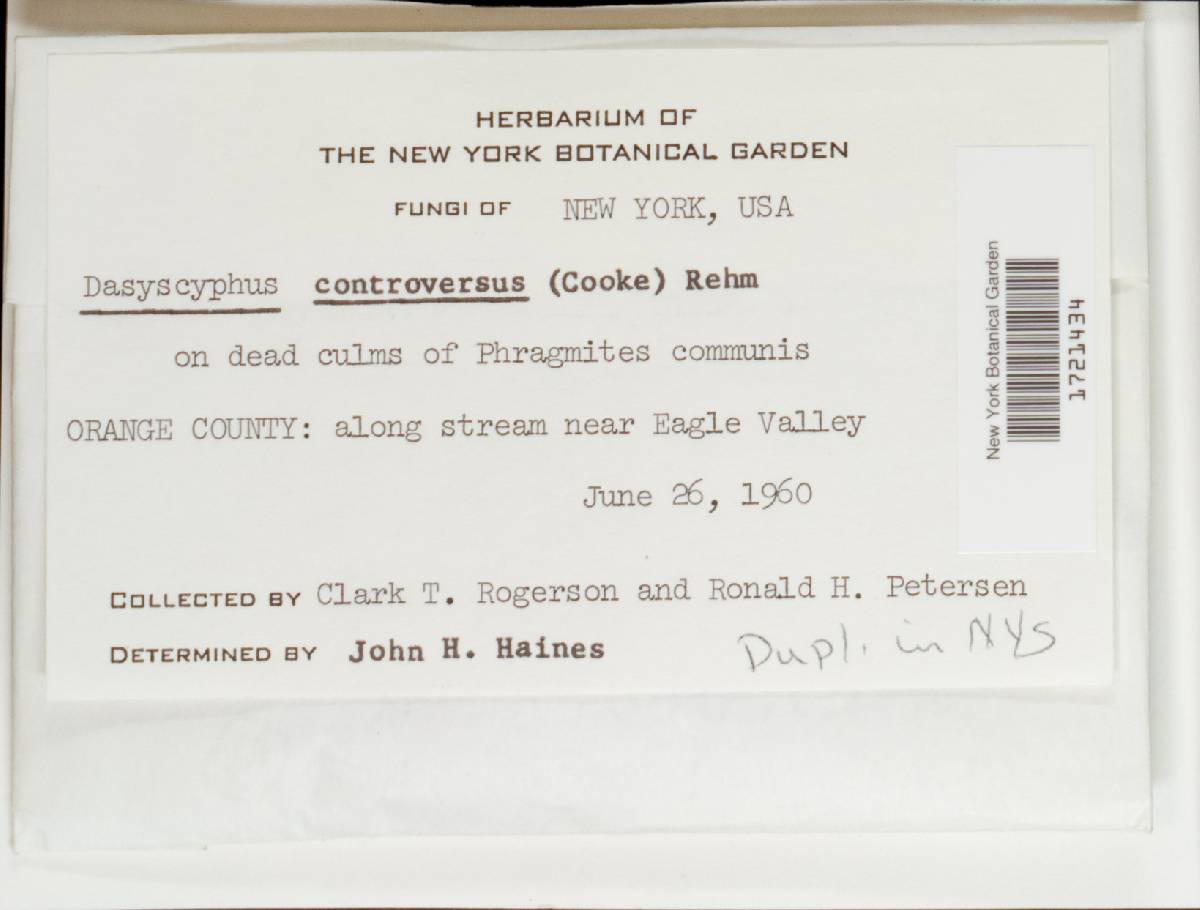 HERBARIUM OF
THE NEW YORK BOTANICAL GARDEN
FUNGI OF NEW YORK, USA
Dasyscyphus controversus (Cooke) Rehm
on dead culms of Phragmites communis
ORANGE COUNTY: along stream near Eagle Valley
June 26, 1960
COLLECTED BY Clark T. Rogerson and Ronald H. Petersen
DETERMINED BY John H. Haines
Dupl. in NYS
New York Botanical Garden
1721434